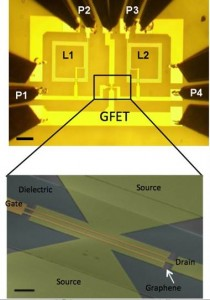 P2 P3
L1 L2
P1 P4
GFET
Dielectric Source
Gate
Drain
Source Graphene